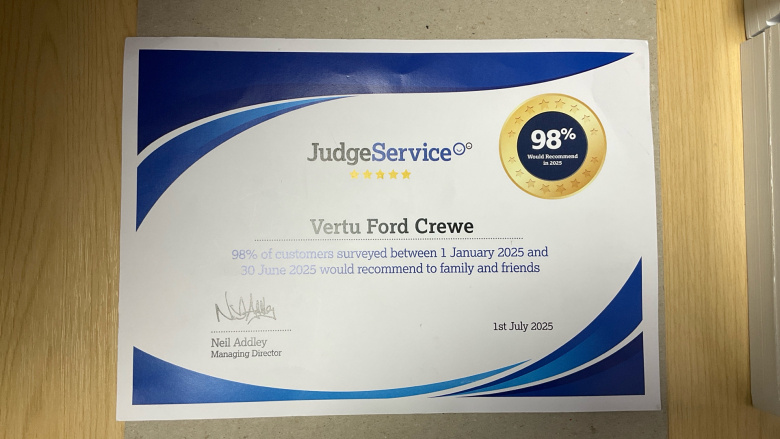 JudgeService
98%
Would Recommend
in 2025
Vertu Ford Crewe
98% of customers surveyed between 1 January 2025 and
30 June 2025 would recommend to family and friends
1st July 2025
Neil Addley
Managing Director